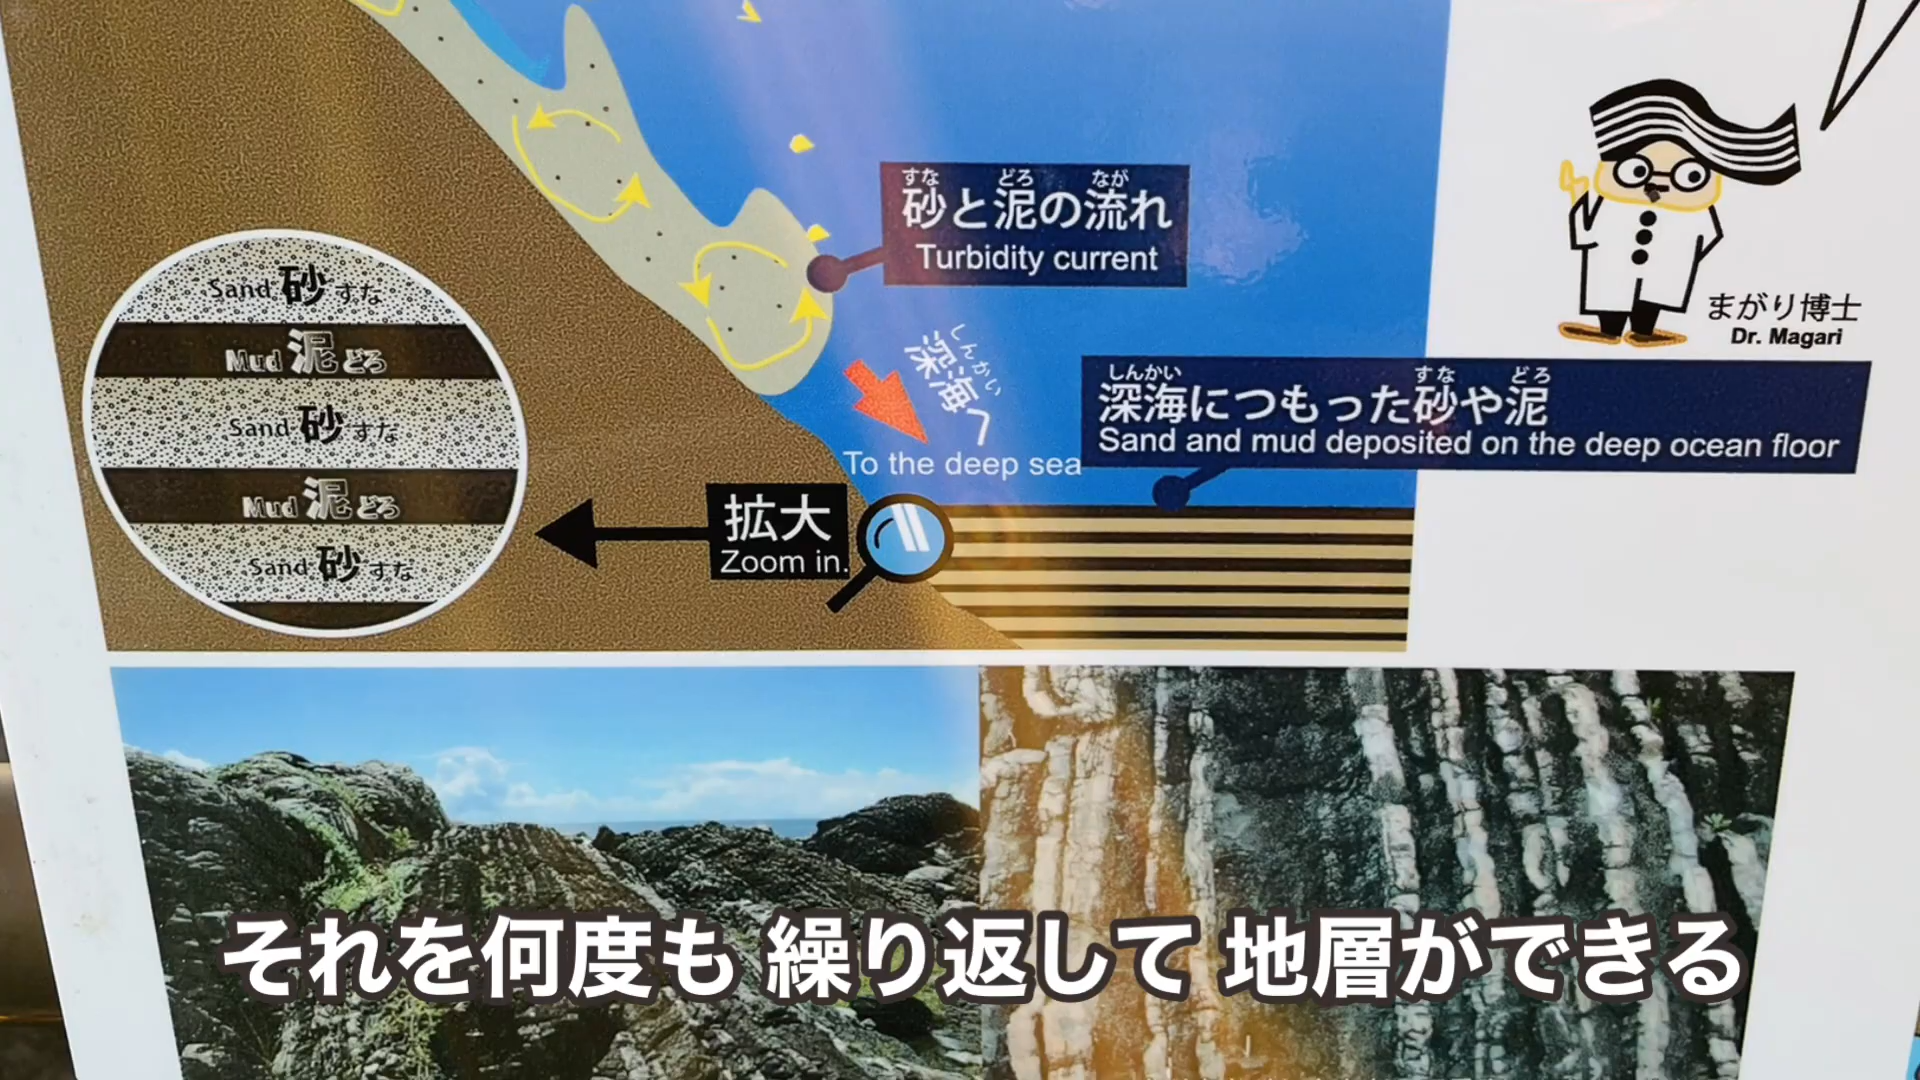 すな どろ なが
砂と泥の流れ
Turbidity current
まがり博士
Dr. Magari
Sand 砂 すな
Mud 泥 どろ
Sand 砂 すな
Mud 泥 どろ
Sand 砂 すな
しんかい
深海へ
To the deep sea
しんかい すな どろ
深海につもった砂や泥
Sand and mud deposited on the deep ocean floor
拡大
Zoom in.
それを何度も 繰り返して 地層ができる